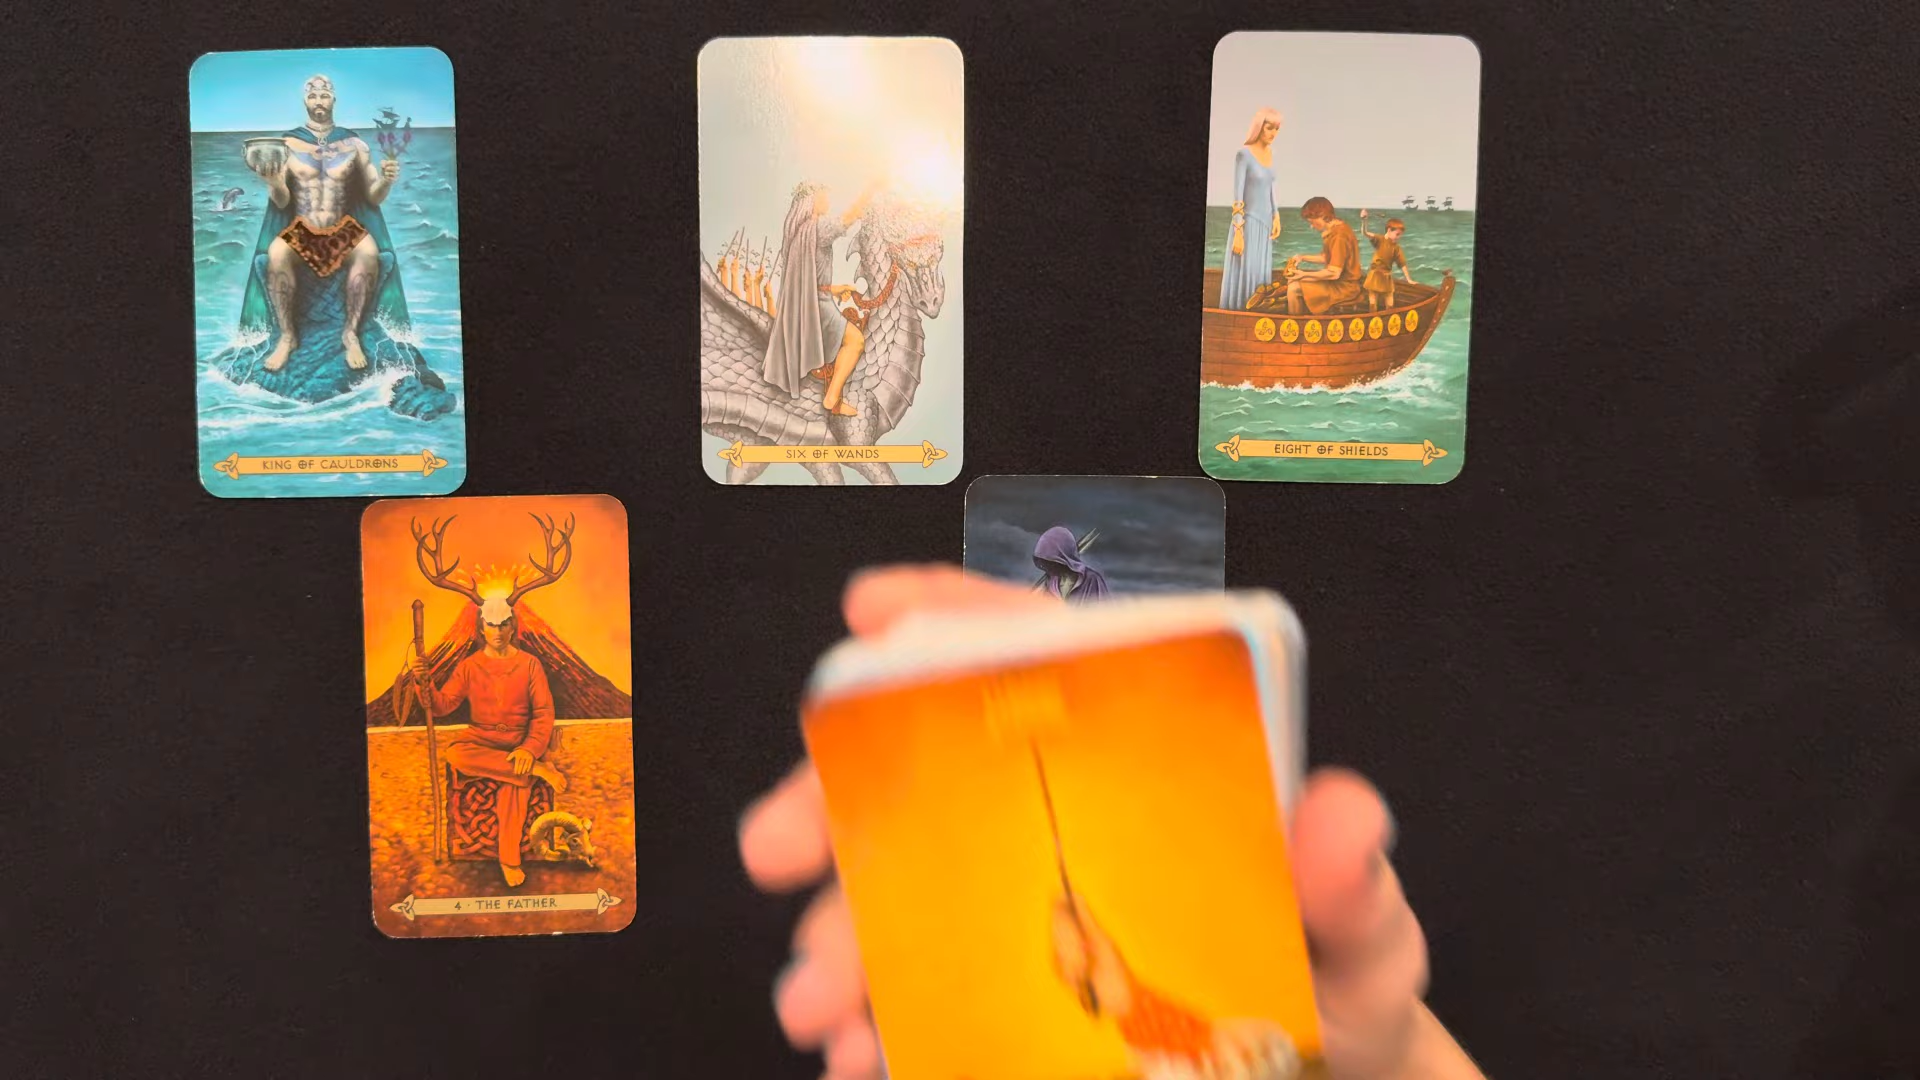 KING OF CAULDRONS
SIX OF WANDS
EIGHT OF SHIELDS
4 · THE FATHER